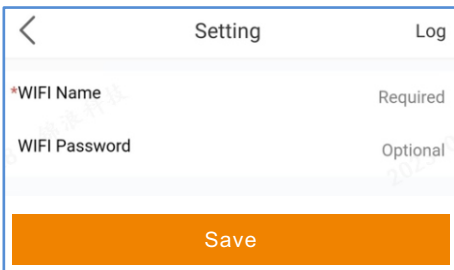 Setting
Log
*WIFI Name
Required
WIFI Password
Optional
Save